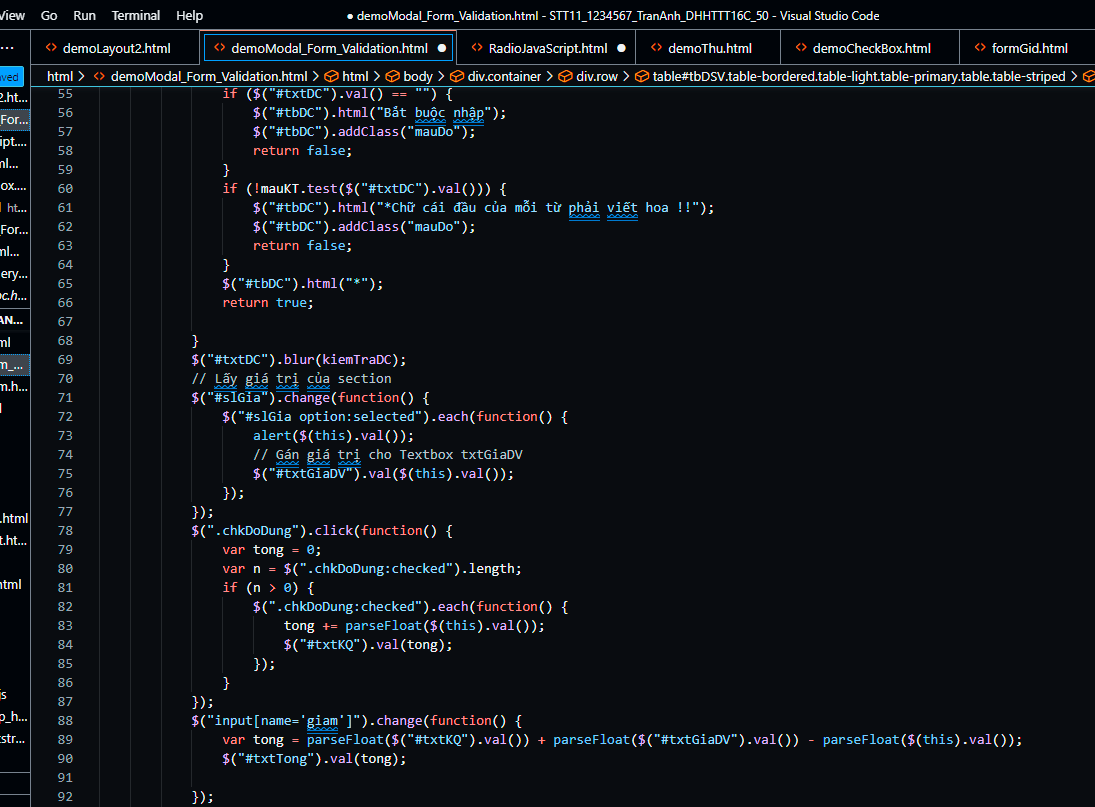 View Go Run Terminal Help ● demoModal_Form_Validation.html - STT11_1234567_TranAnh_DHHTTT16C_50 - Visual Studio Code
... <> demoLayout2.html <> demoModal_Form_Validation.html ● <> RadioJavaScript.html ● <> demoThu.html <> demoCheckBox.html <> formGid.html
html > <> demoModal_Form_Validation.html > html > body > div.container > div.row > table#tbDSV.table-bordered.table-light.table-primary.table.table-striped >
55 if ($("#txtDC").val() == "") {
56 $("#tbDC").html("Bắt buộc nhập");
57 $("#tbDC").addClass("mauDo");
58 return false;
59 }
60 if (!mauKT.test($("#txtDC").val())) {
61 $("#tbDC").html("*Chữ cái đầu của mỗi từ phải viết hoa !!");
62 $("#tbDC").addClass("mauDo");
63 return false;
64 }
65 $("#tbDC").html("*");
66 return true;
67
68 }
69 $("#txtDC").blur(kiemTraDC);
70 // Lấy giá trị của section
71 $("#slGia").change(function() {
72 $("#slGia option:selected").each(function() {
73 alert($(this).val());
74 // Gán giá trị cho Textbox txtGiaDV
75 $("#txtGiaDV").val($(this).val());
76 });
77 });
78 $(".chkDoDung").click(function() {
79 var tong = 0;
80 var n = $(".chkDoDung:checked").length;
81 if (n > 0) {
82 $(".chkDoDung:checked").each(function() {
83 tong += parseFloat($(this).val());
84 $("#txtKQ").val(tong);
85 });
86 }
87 });
88 $("input[name='giam']").change(function() {
89 var tong = parseFloat($("#txtKQ").val()) + parseFloat($("#txtGiaDV").val()) - parseFloat($(this).val());
90 $("#txtTong").val(tong);
91
92 });